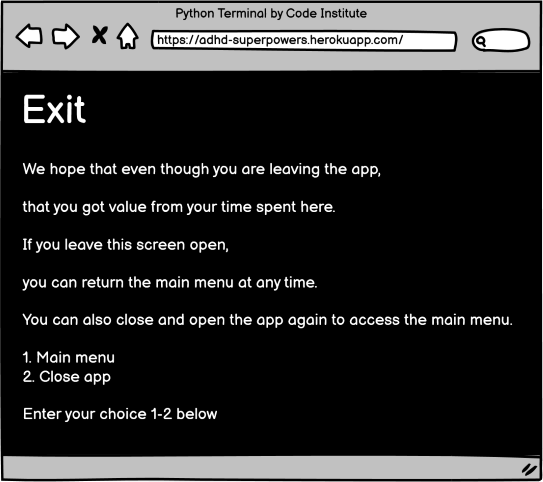 Python Terminal by Code Institute
https://adhd-superpowers.herokuapp.com/
Exit
We hope that even though you are leaving the app,
that you got value from your time spent here.
If you leave this screen open,
you can return the main menu at any time.
You can also close and open the app again to access the main menu.
1. Main menu
2. Close app
Enter your choice 1-2 below